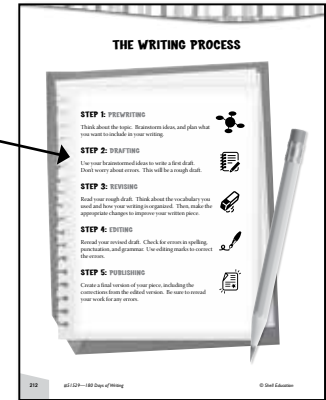 THE WRITING PROCESS
STEP 1: PREWRITING
Think about the topic. Brainstorm ideas, and plan what
you want to include in your writing.
STEP 2: DRAFTING
Use your brainstormed ideas to write a first draft.
Don't worry about errors. This will be a rough draft.
STEP 3: REVISING
Read your rough draft. Think about the vocabulary you
used and how your writing is organized. Then, make the
appropriate changes to improve your written piece.
STEP 4: EDITING
Reread your revised draft. Check for errors in spelling,
punctuation, and grammar. Use editing marks to correct
the errors.
STEP 5: PUBLISHING
Create a final version of your piece, including the
corrections from the edited version. Be sure to reread
your work for any errors.
212 #51529—180 Days of Writing © Shell Education